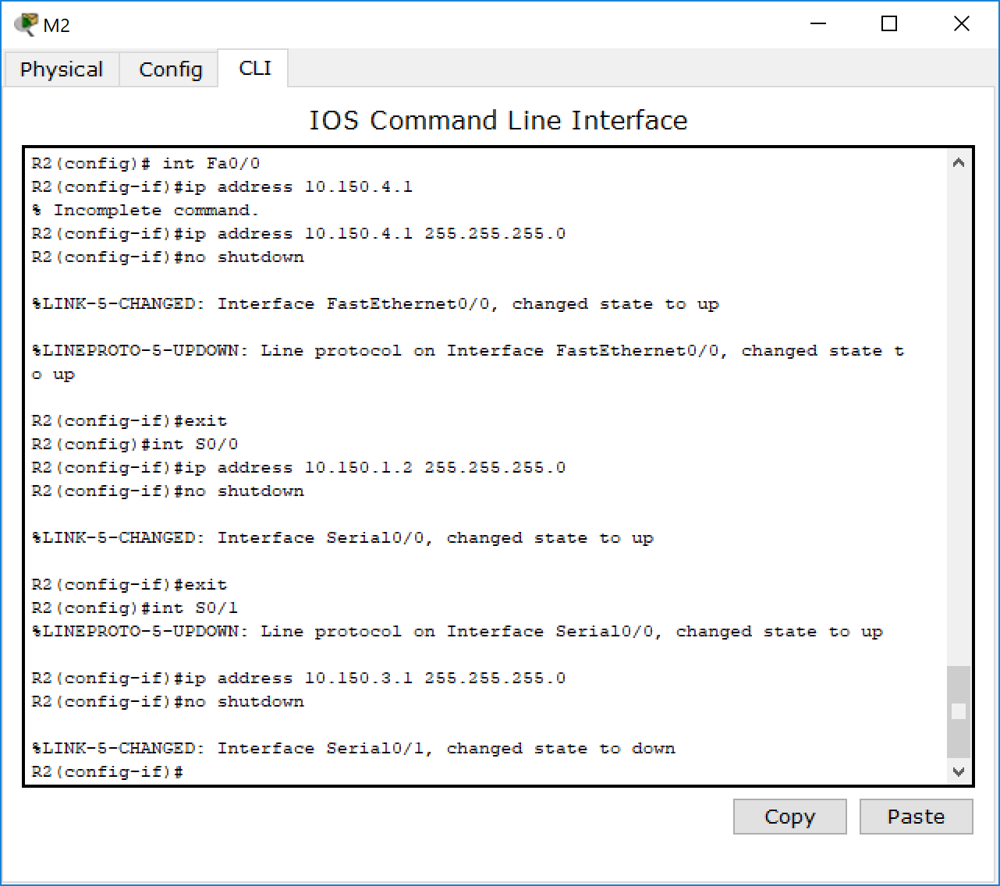 M2
Physical Config CLI
IOS Command Line Interface
R2(config)# int Fa0/0
R2(config-if)#ip address 10.150.4.1
% Incomplete command.
R2(config-if)#ip address 10.150.4.1 255.255.255.0
R2(config-if)#no shutdown
%LINK-5-CHANGED: Interface FastEthernet0/0, changed state to up
%LINEPROTO-5-UPDOWN: Line protocol on Interface FastEthernet0/0, changed state t
o up
R2(config-if)#exit
R2(config)#int S0/0
R2(config-if)#ip address 10.150.1.2 255.255.255.0
R2(config-if)#no shutdown
%LINK-5-CHANGED: Interface Serial0/0, changed state to up
R2(config-if)#exit
R2(config)#int S0/1
%LINEPROTO-5-UPDOWN: Line protocol on Interface Serial0/0, changed state to up
R2(config-if)#ip address 10.150.3.1 255.255.255.0
R2(config-if)#no shutdown
%LINK-5-CHANGED: Interface Serial0/1, changed state to down
R2(config-if)#
Copy Paste